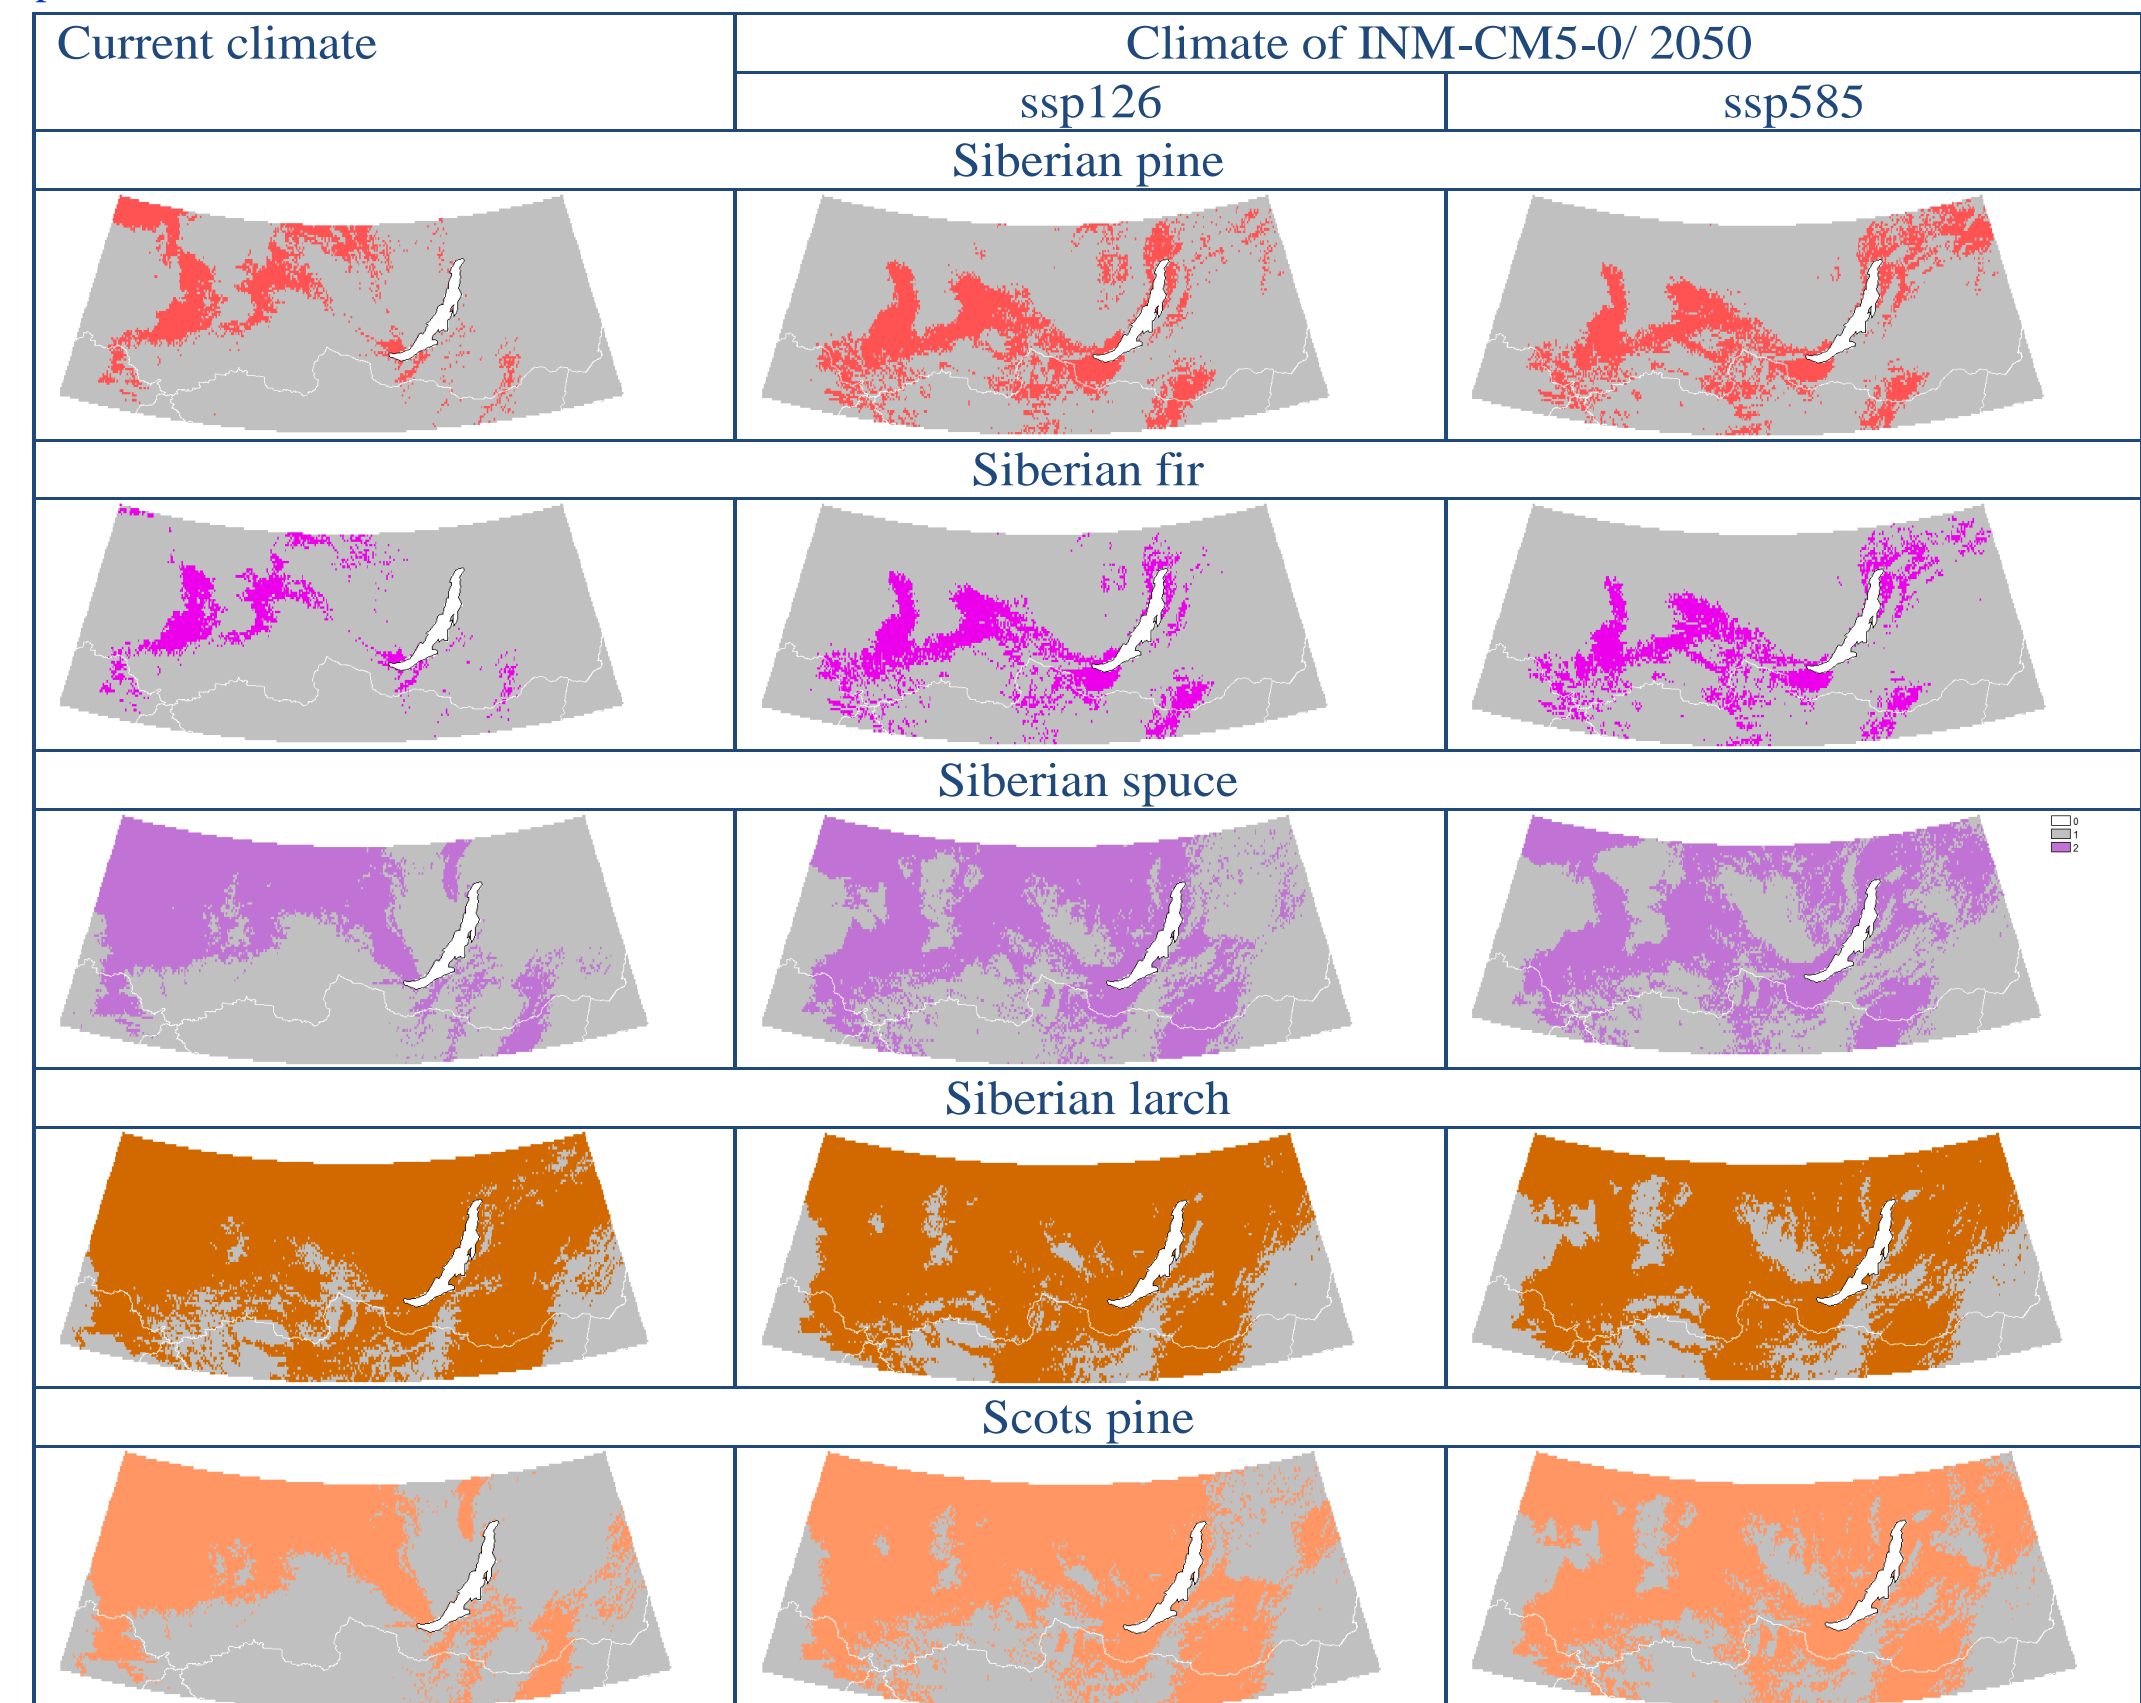 Current climate
Climate of INM-CM5-0/ 2050
ssp126
ssp585
Siberian pine
Siberian fir
Siberian spuce
0
1
2
Siberian larch
Scots pine